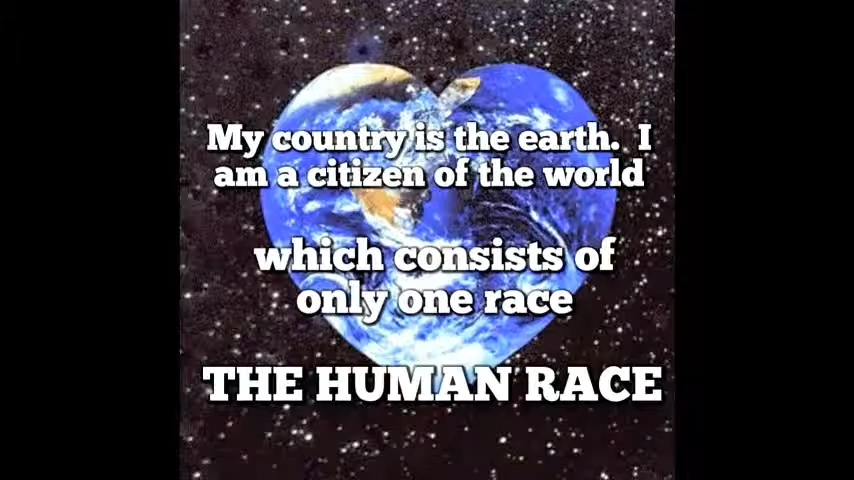 My country is the earth. I
am a citizen of the world
which consists of
only one race
THE HUMAN RACE